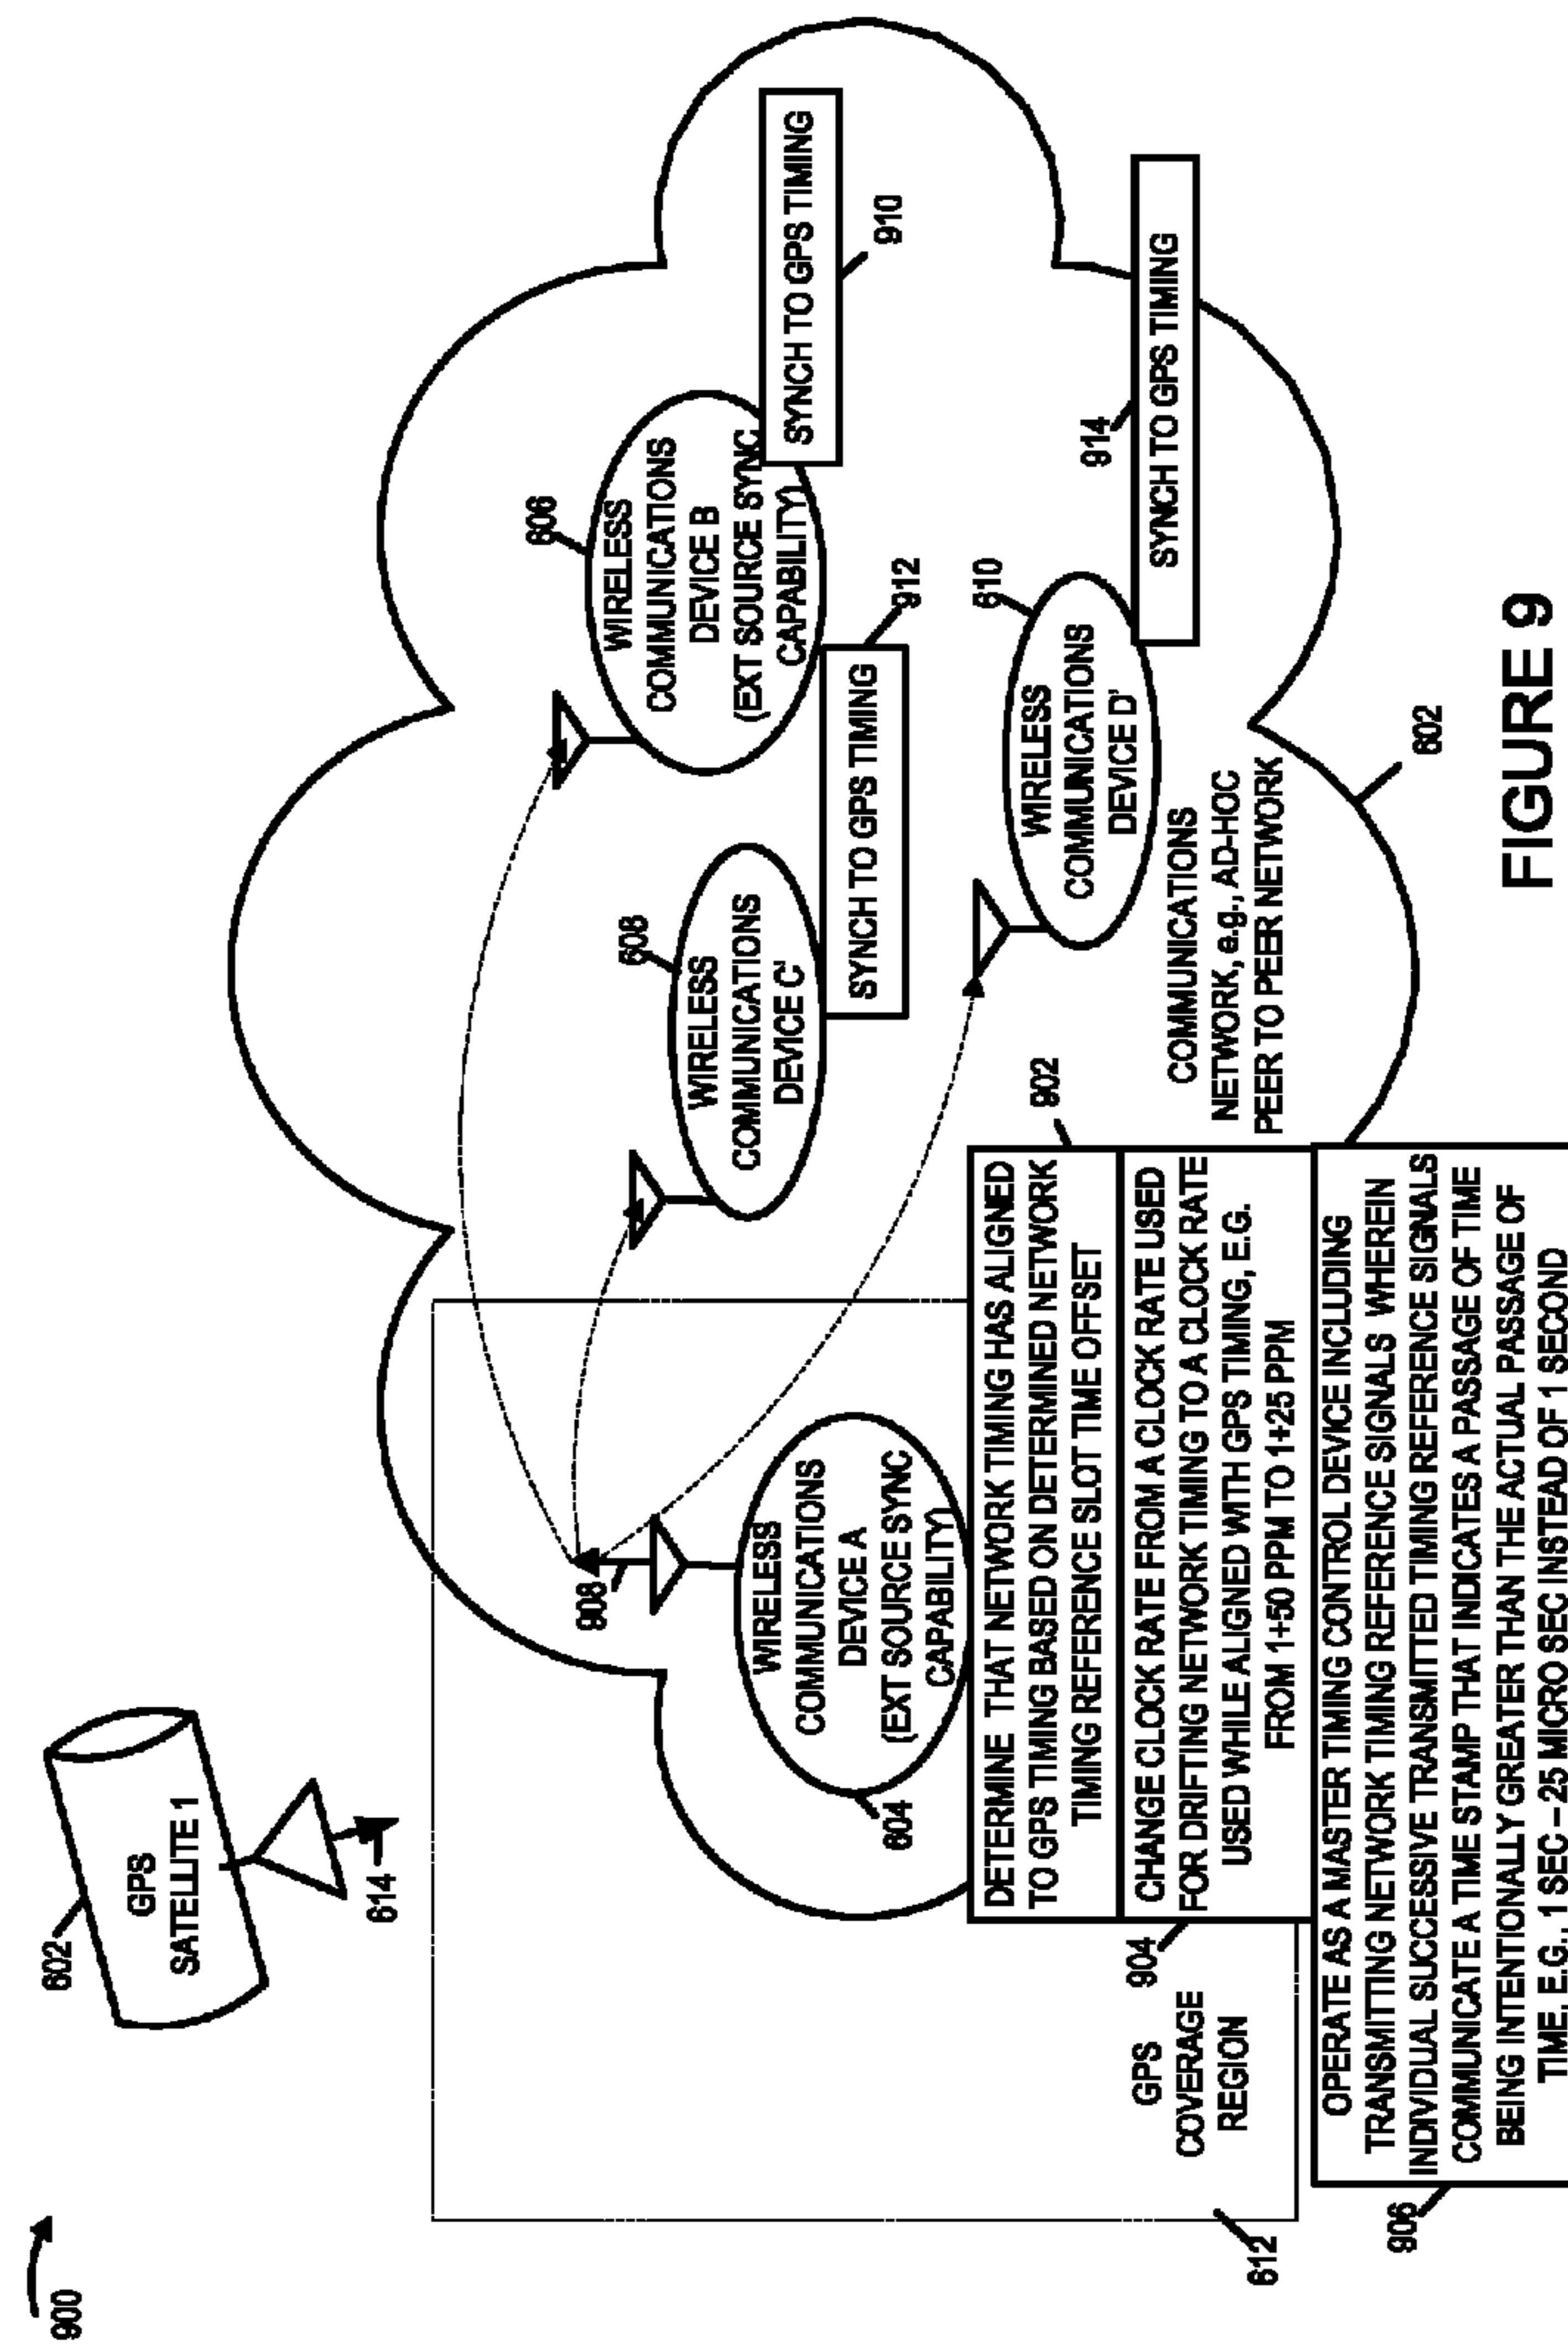 900
602
GPS
SATELLITE 1
614
GPS
COVERAGE
REGION
612
WIRELESS
COMMUNICATIONS
DEVICE A
(EXT SOURCE SYNC
CAPABILITY)
604
908
WIRELESS
COMMUNICATIONS
DEVICE C'
608
SYNCH TO GPS TIMING
912
WIRELESS
COMMUNICATIONS
DEVICE B
(EXT SOURCE SYNC
CAPABILITY)
606
SYNCH TO GPS TIMING
910
WIRELESS
COMMUNICATIONS
DEVICE D'
610
SYNCH TO GPS TIMING
914
COMMUNICATIONS
NETWORK, e.g., AD-HOC
PEER TO PEER NETWORK
602
DETERMINE THAT NETWORK TIMING HAS ALIGNED
TO GPS TIMING BASED ON DETERMINED NETWORK
TIMING REFERENCE SLOT TIME OFFSET
902
CHANGE CLOCK RATE FROM A CLOCK RATE USED
FOR DRIFTING NETWORK TIMING TO A CLOCK RATE
USED WHILE ALIGNED WITH GPS TIMING, E.G.
FROM 1+50 PPM TO 1+25 PPM
904
OPERATE AS A MASTER TIMING CONTROL DEVICE INCLUDING
TRANSMITTING NETWORK TIMING REFERENCE SIGNALS WHEREIN
INDIVIDUAL SUCCESSIVE TRANSMITTED TIMING REFERENCE SIGNALS
COMMUNICATE A TIME STAMP THAT INDICATES A PASSAGE OF TIME
BEING INTENTIONALLY GREATER THAN THE ACTUAL PASSAGE OF
TIME, E.G., 1 SEC – 25 MICRO SEC INSTEAD OF 1 SECOND
906
FIGURE 9